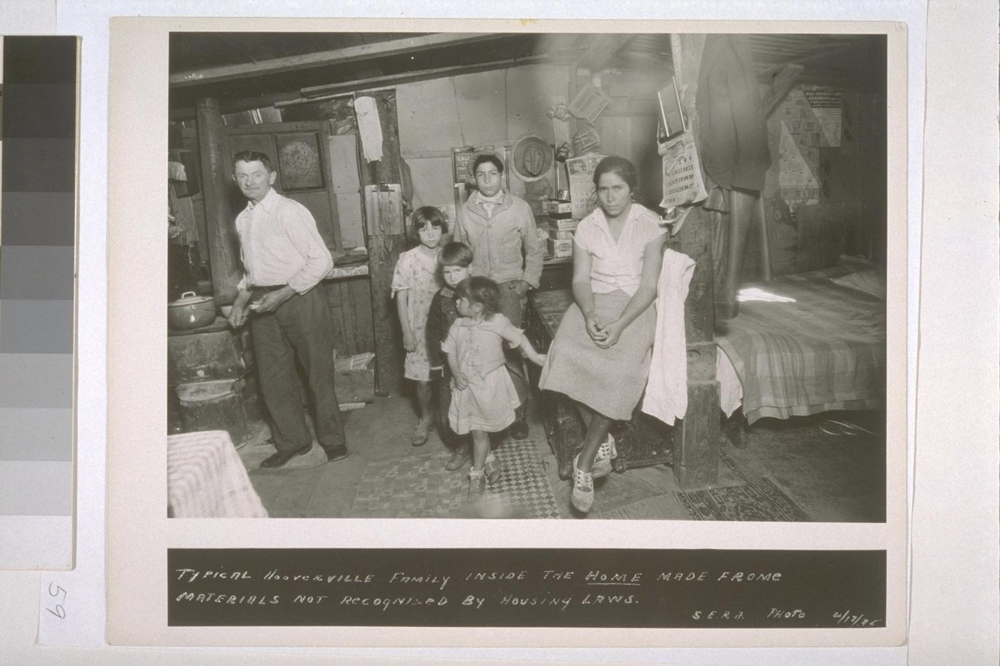 TYPICAL HOOVERVILLE FAMILY INSIDE THE HOME MADE FROME
MATERIALS NOT RECOGNISED BY HOUSING LAWS.
S.E.R.A. PHOTO
59